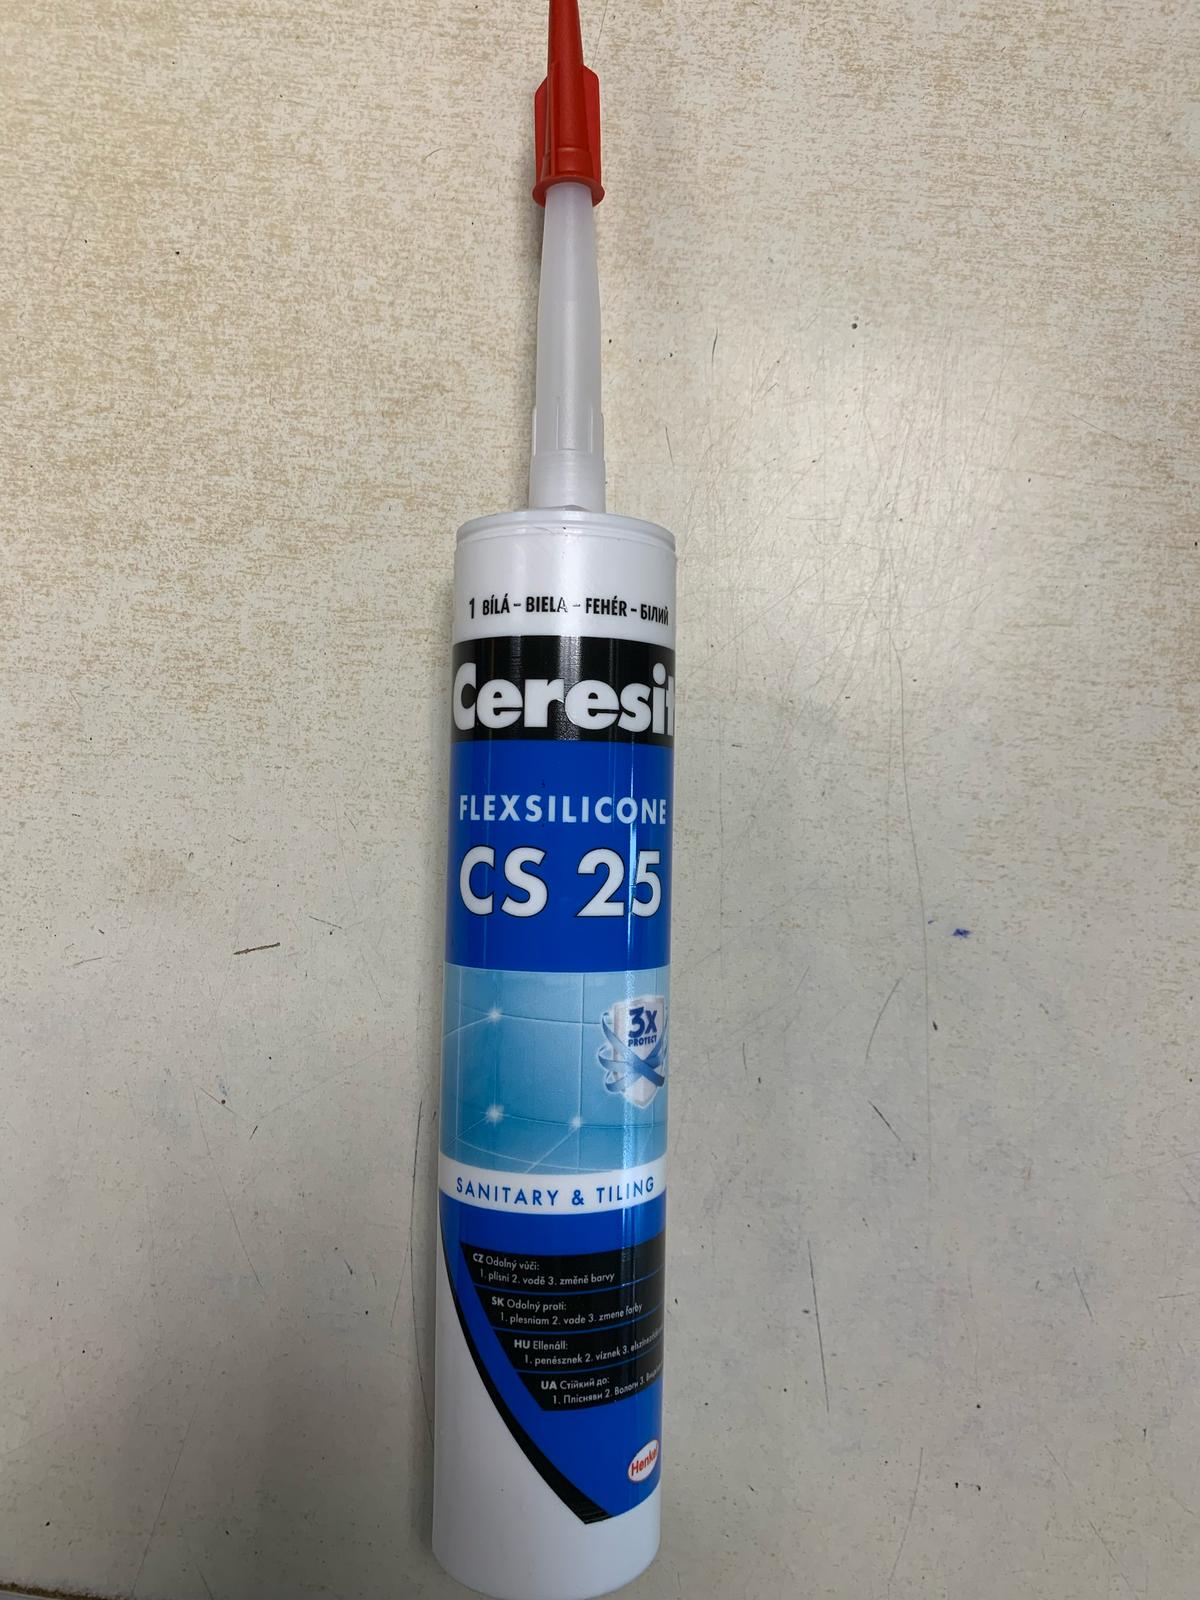 1 BÍLÁ - BIELA - FEHÉR - БІЛИЙ
Ceresit
FLEXSILICONE
CS 25
3X
PROTECT
SANITARY & TILING
CZ Odolný vůči:
1. plísni 2. vodě 3. změně barvy
SK Odolný proti:
1. plesniam 2. vode 3. zmene farby
HU Ellenáll:
1. penésznek 2. víznek 3.
UA Стійкий до:
1. Плісняви 2. Вологи 3.
Henkel